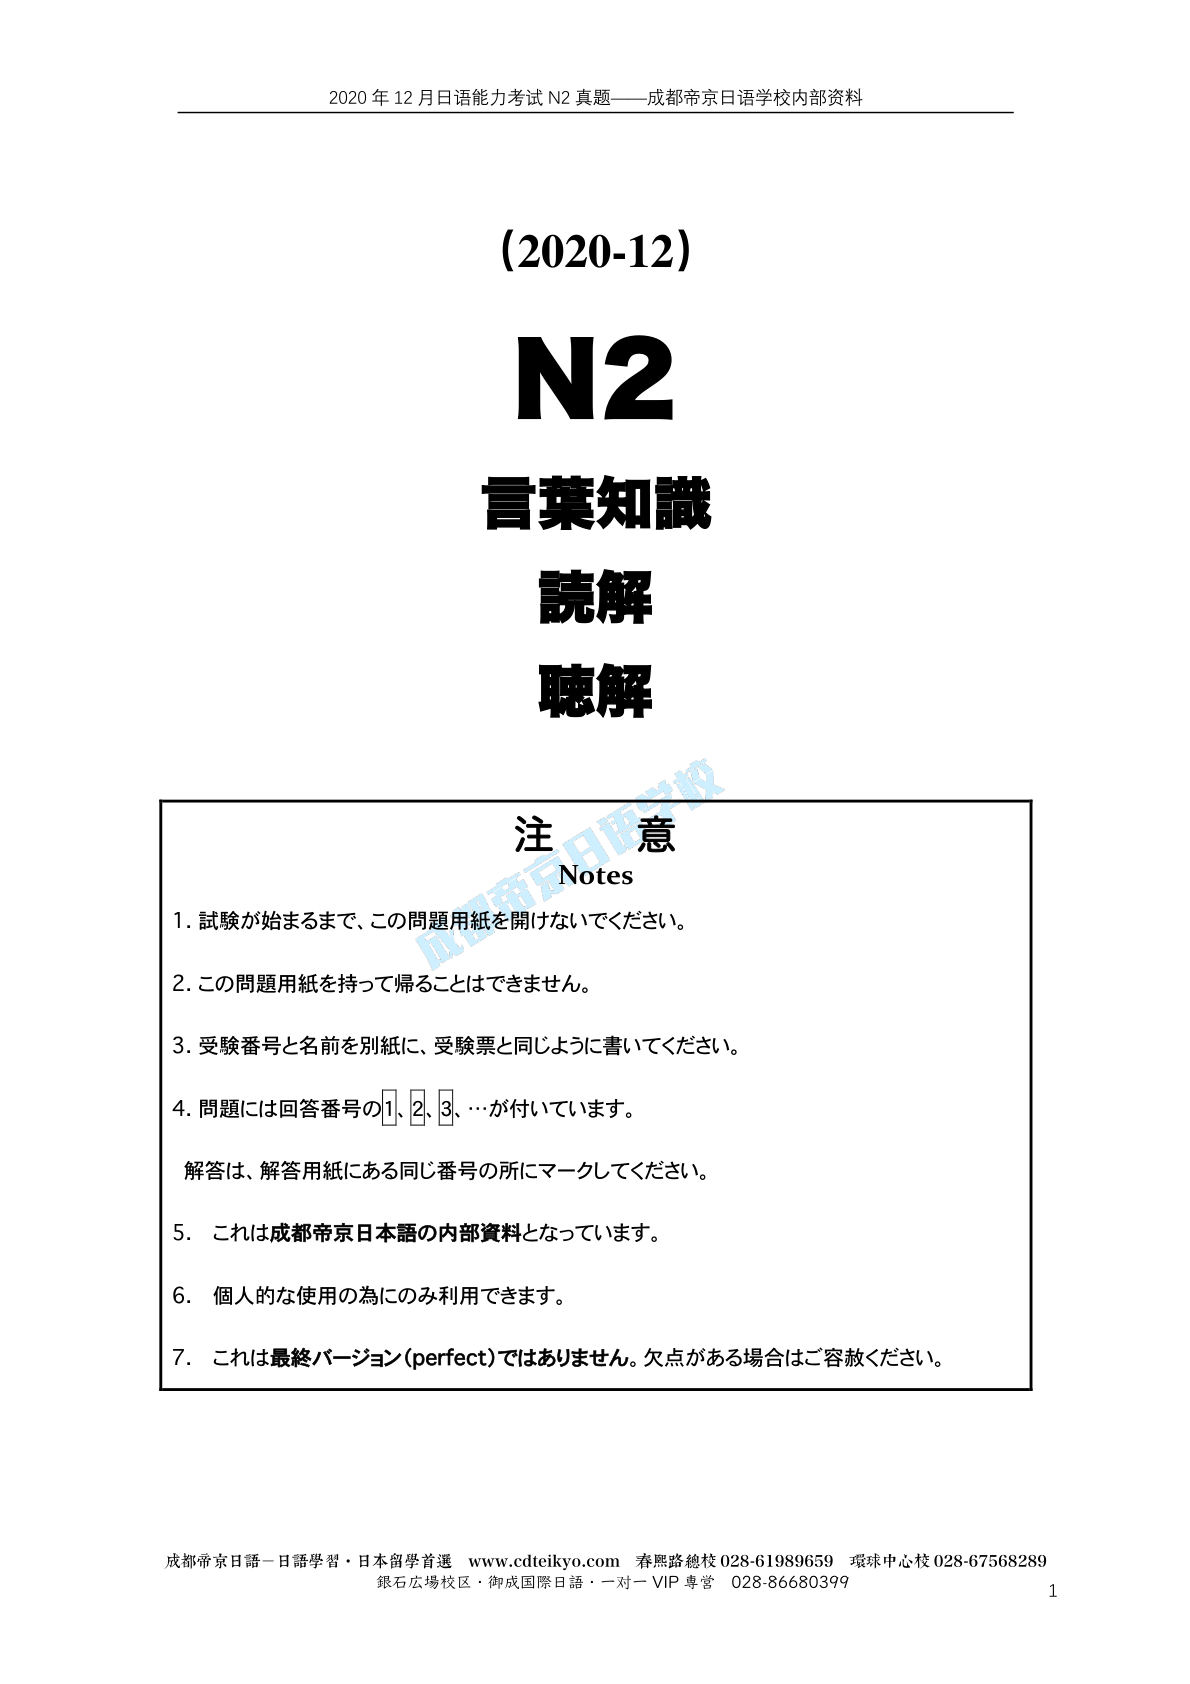 2020 年 12 月日语能力考试 N2 真题——成都帝京日语学校内部资料
(2020-12)
N2
言葉知識
読解
聴解
成都帝京日语学校
注　意
Notes
1. 試験が始まるまで、この問題用紙を開けないでください。
2. この問題用紙を持って帰ることはできません。
3. 受験番号と名前を別紙に、受験票と同じように書いてください。
4. 問題には回答番号の1、2、3、…が付いています。
解答は、解答用紙にある同じ番号の所にマークしてください。
5.　これは成都帝京日本語の内部資料となっています。
6.　個人的な使用の為にのみ利用できます。
7.　これは最終バージョン（perfect）ではありません。欠点がある場合はご容赦ください。
成都帝京日語－日語學習・日本留學首選　www.cdteikyo.com　春熙路總校 028-61989659　環球中心校 028-67568289
銀石広場校区・御成国際日語・一对一 VIP 専営　028-86680399
1